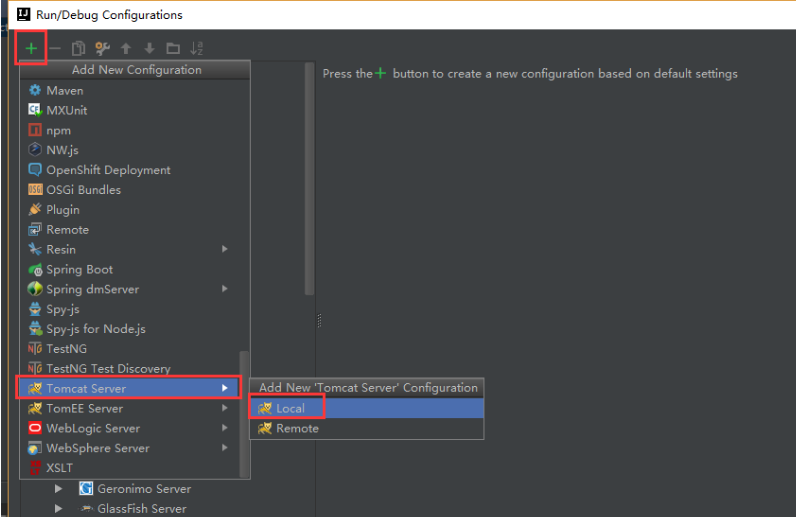 Run/Debug Configurations
Add New Configuration
Press the + button to create a new configuration based on default settings
Maven
MXUnit
npm
NW.js
OpenShift Deployment
OSGi Bundles
Plugin
Remote
Resin
Spring Boot
Spring dmServer
Spy-js
Spy-js for Node.js
TestNG
TestNG Test Discovery
Tomcat Server
Add New 'Tomcat Server' Configuration
TomEE Server
Local
WebLogic Server
Remote
WebSphere Server
XSLT
Geronimo Server
GlassFish Server